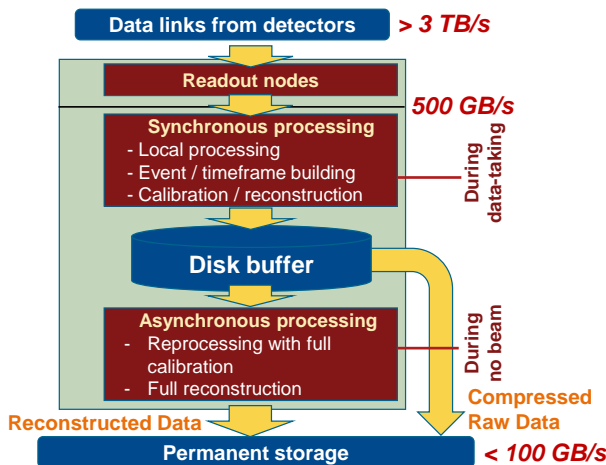 Data links from detectors
> 3 TB/s
Readout nodes
500 GB/s
Synchronous processing
- Local processing
- Event / timeframe building
- Calibration / reconstruction
During
data-taking
Disk buffer
Asynchronous processing
- Reprocessing with full
calibration
- Full reconstruction
During
no beam
Reconstructed Data
Compressed
Raw Data
Permanent storage
< 100 GB/s